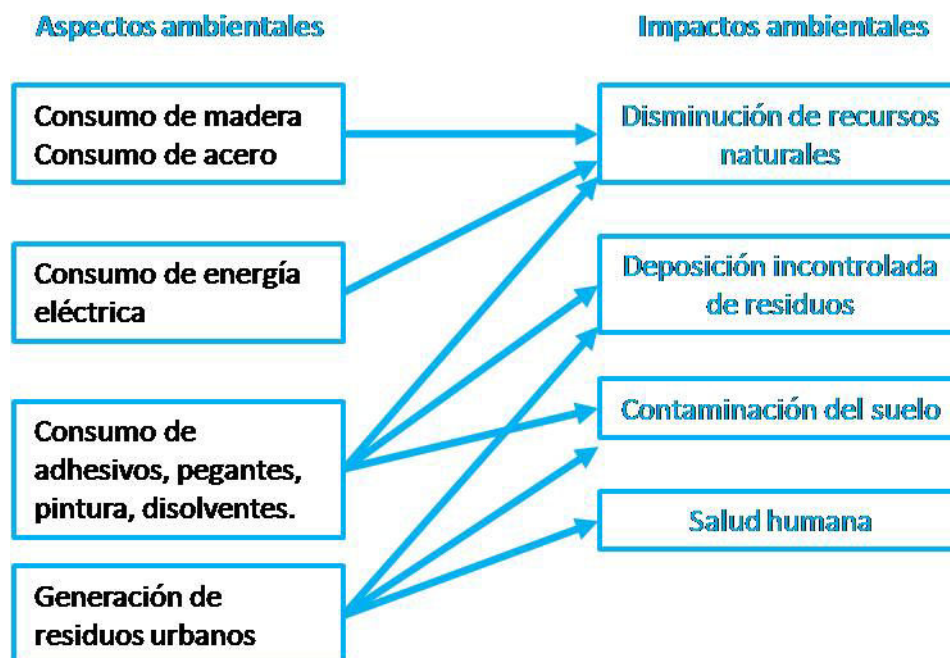 Aspectos ambientales
Impactos ambientales
Consumo de madera
Consumo de acero
Disminución de recursos
naturales
Consumo de energía
eléctrica
Deposición incontrolada
de residuos
Consumo de
adhesivos, pegantes,
pintura, disolventes.
Contaminación del suelo
Salud humana
Generación de
residuos urbanos